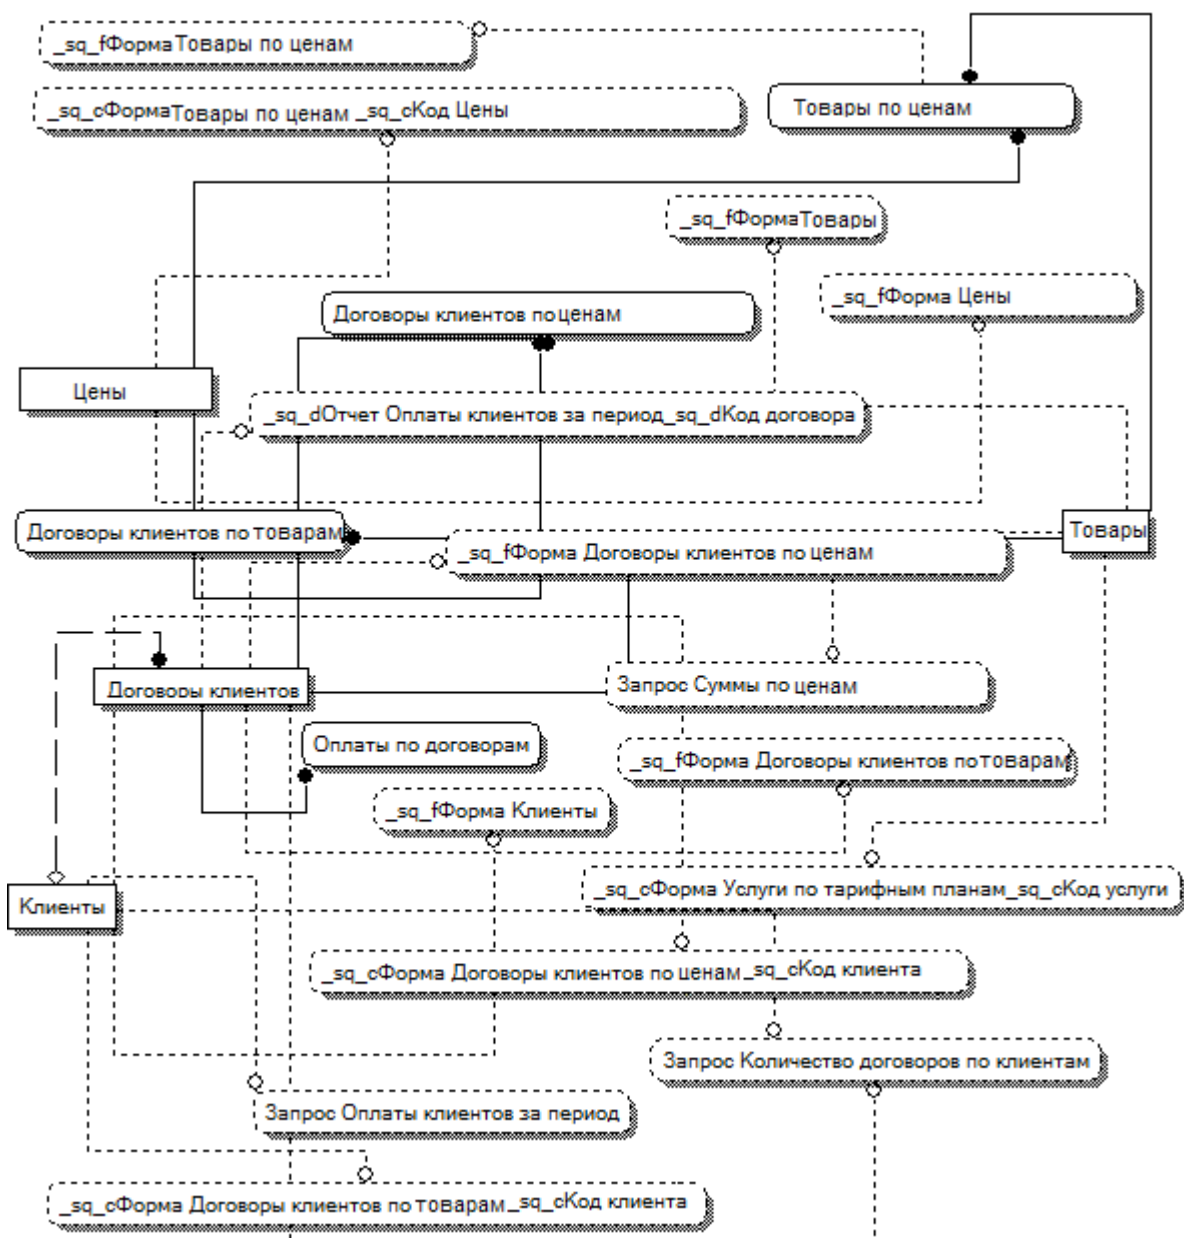 _sq_fФормаТовары по ценам
_sq_cФормаТовары по ценам _sq_cКод Цены
Товары по ценам
_sq_fФормаТовары
_sq_fФорма Цены
Договоры клиентов по ценам
Цены
_sq_dОтчет Оплаты клиентов за период_sq_dКод договора
Договоры клиентов по товарам
_sq_fФорма Договоры клиентов по ценам
Товары
Договоры клиентов
Запрос Суммы по ценам
Оплаты по договорам
_sq_fФорма Договоры клиентов по товарам
_sq_fФорма Клиенты
_sq_cФорма Услуги по тарифным планам_sq_cКод услуги
Клиенты
_sq_cФорма Договоры клиентов по ценам_sq_cКод клиента
Запрос Количество договоров по клиентам
Запрос Оплаты клиентов за период
_sq_cФорма Договоры клиентов по товарам_sq_cКод клиента